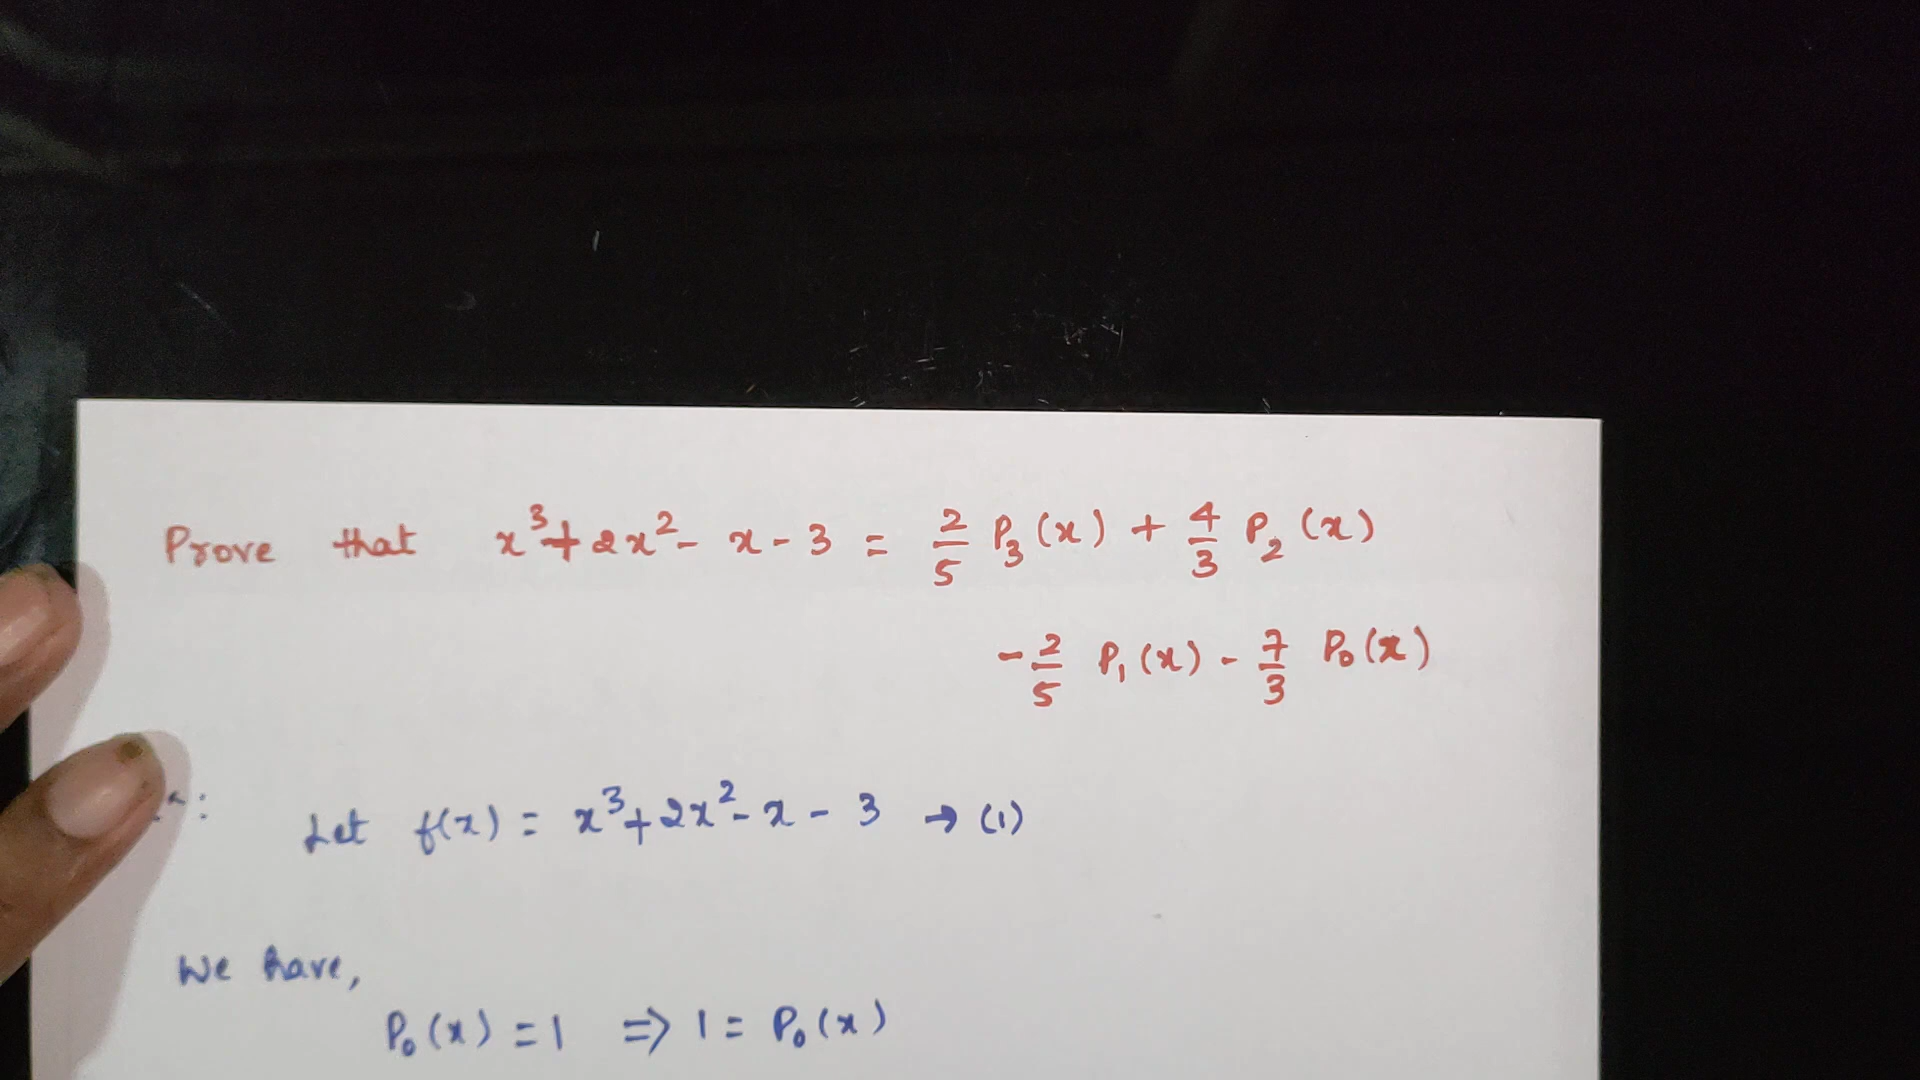 Prove that x³ + 2x² - x - 3 = 2/5 P₃(x) + 4/3 P₂(x)
- 2/5 P₁(x) - 7/3 P₀(x)
Let f(x) = x³ + 2x² - x - 3 → (1)
We have,
P₀(x) = 1 ⇒ 1 = P₀(x)